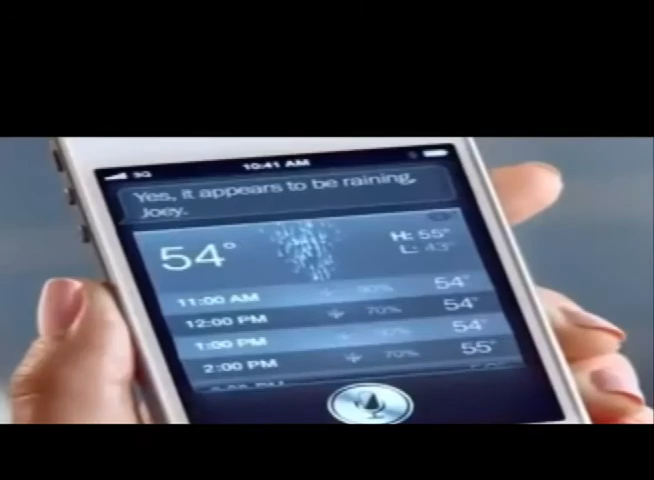 3G 10:41 AM
Yes, it appears to be raining,
Joey.
54°
H: 55°
L: 43°
11:00 AM 54°
12:00 PM 70% 54°
1:00 PM 54°
2:00 PM 70% 55°